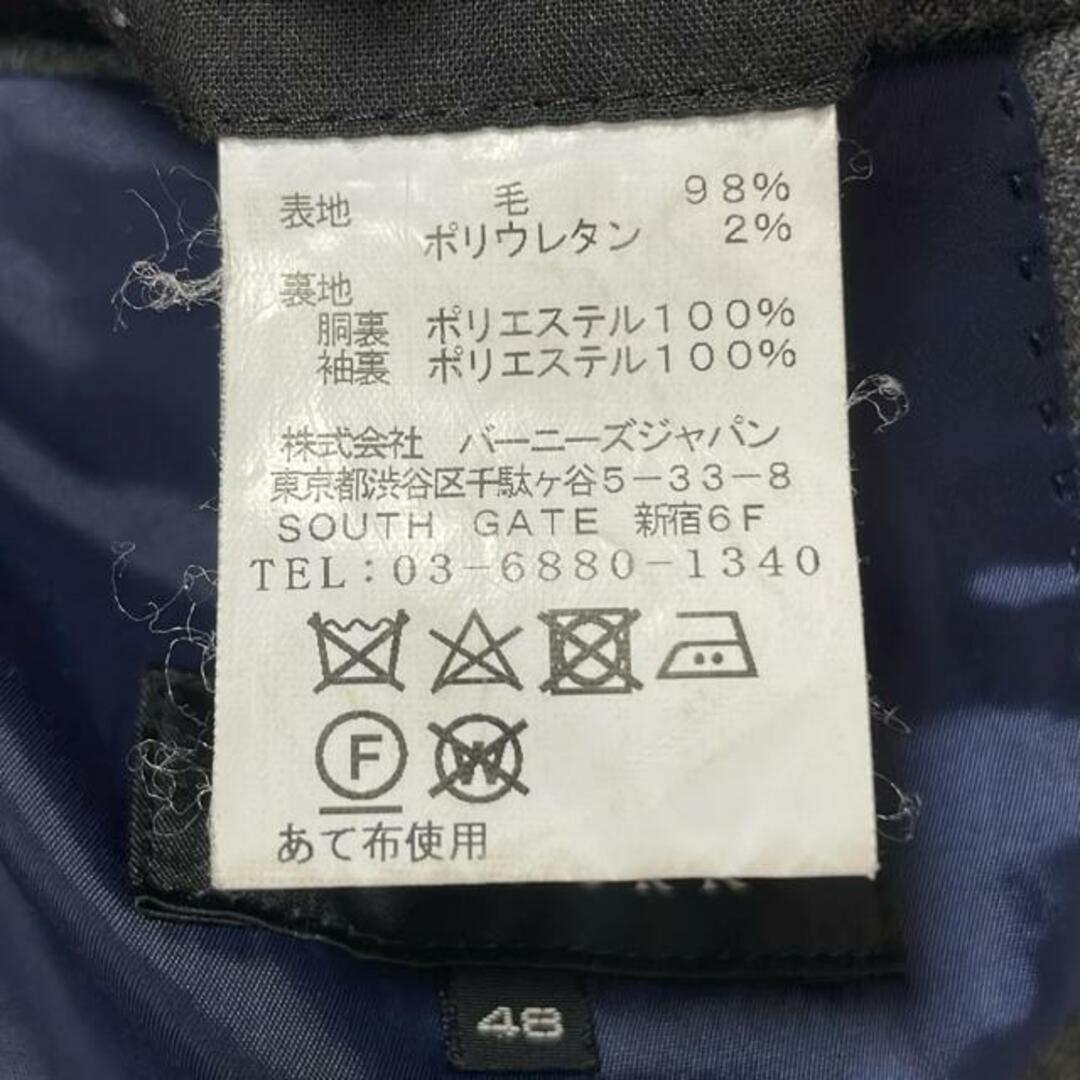 表地 毛 98%
ポリウレタン 2%
裏地
胴裏 ポリエステル100%
袖裏 ポリエステル100%
株式会社 バーニーズジャパン
東京都渋谷区千駄ヶ谷5-33-8
SOUTH GATE 新宿6F
TEL:03-6880-1340
F W
あて布使用
48